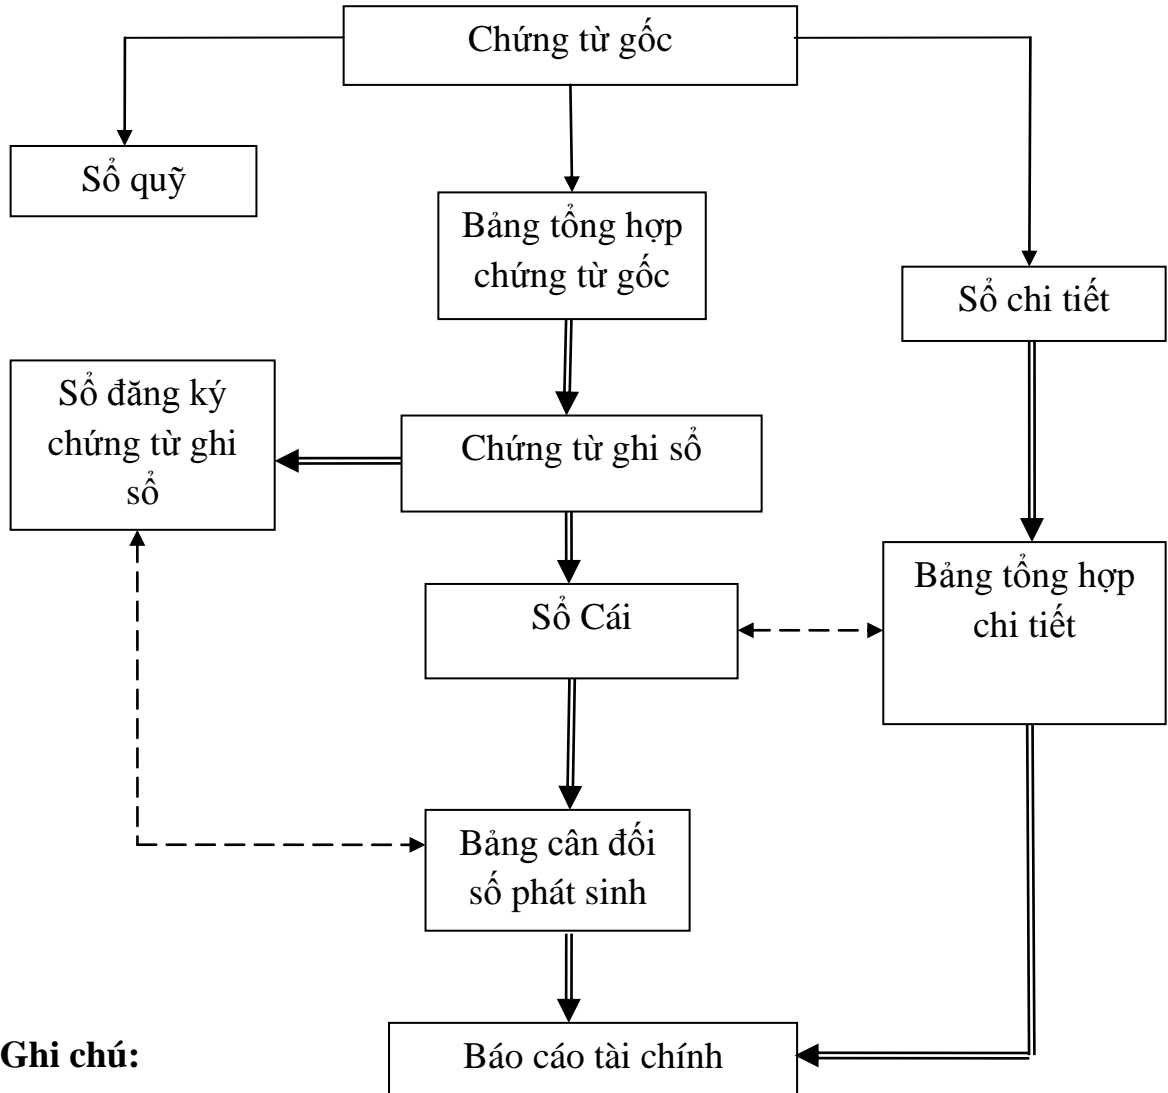 Chứng từ gốc
Sổ quỹ
Bảng tổng hợp
chứng từ gốc
Sổ chi tiết
Sổ đăng ký
chứng từ ghi
sổ
Chứng từ ghi sổ
Sổ Cái
Bảng tổng hợp
chi tiết
Bảng cân đối
số phát sinh
Ghi chú:
Báo cáo tài chính